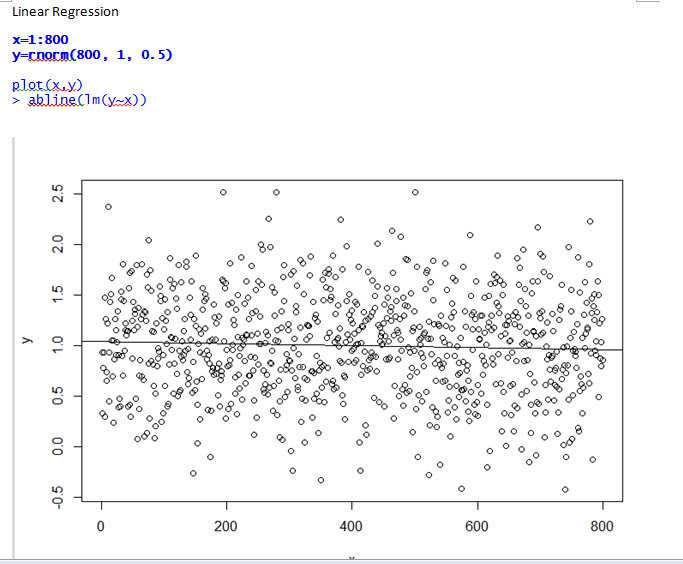 Linear Regression
x=1:800
y=rnorm(800, 1, 0.5)
plot(x,y)
> abline(lm(y~x))
2.5
2.0
1.5
1.0
0.5
0.0
-0.5
y
0 200 400 600 800